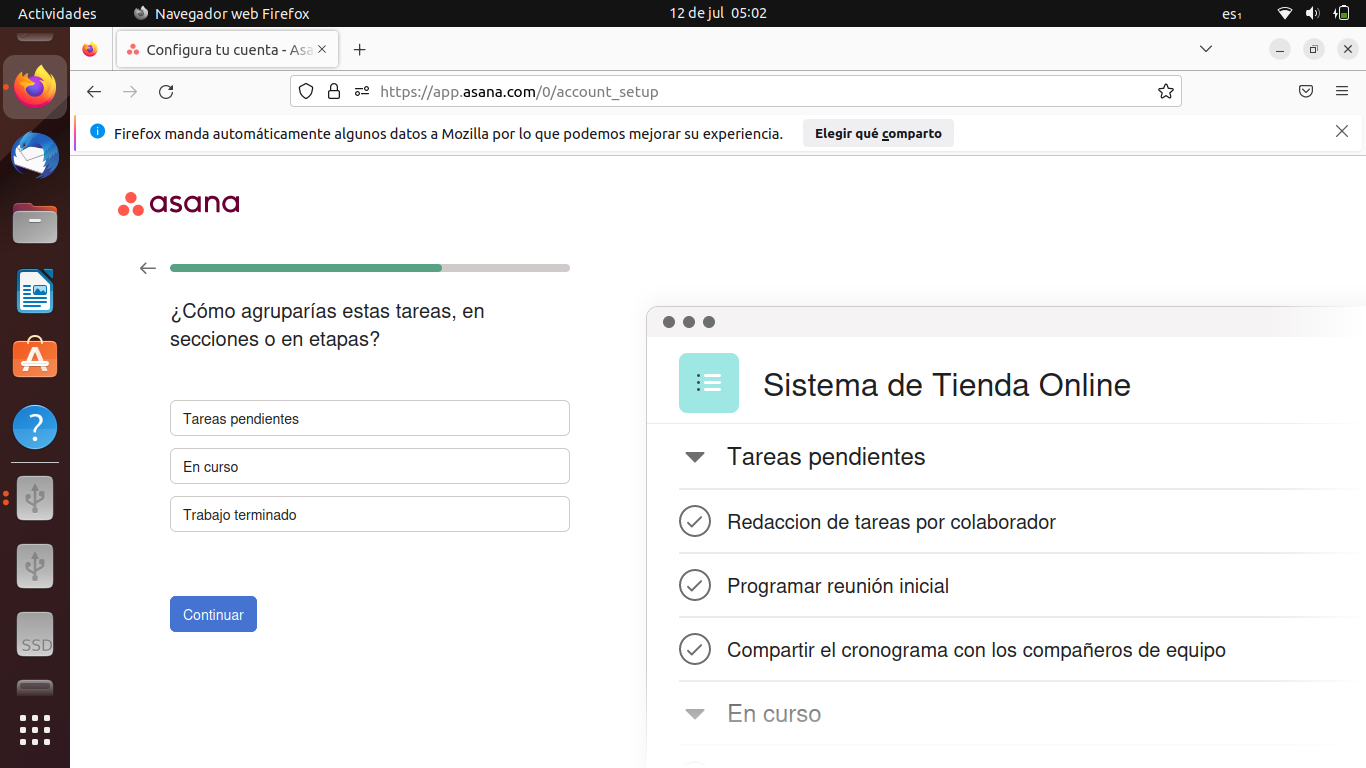 Actividades
Navegador web Firefox
12 de jul 05:02
es₁
Configura tu cuenta - Asa
https://app.asana.com/0/account_setup
Firefox manda automáticamente algunos datos a Mozilla por lo que podemos mejorar su experiencia.
Elegir qué comparto
asana
¿Cómo agruparías estas tareas, en
secciones o en etapas?
Tareas pendientes
En curso
Trabajo terminado
Continuar
Sistema de Tienda Online
Tareas pendientes
Redaccion de tareas por colaborador
Programar reunión inicial
Compartir el cronograma con los compañeros de equipo
En curso
SSD